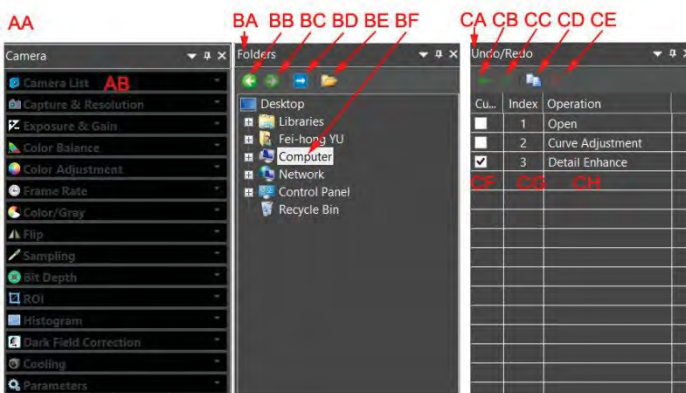 AA
BA BB BC BD BE BF
CA CB CC CD CE
Camera
Camera List
AB
Capture & Resolution
Exposure & Gain
Color Balance
Color Adjustment
Frame Rate
Color/Gray
Flip
Sampling
Bit Depth
ROI
Histogram
Dark Field Correction
Cooling
Parameters
Folders
Desktop
Libraries
Fei-hong YU
Computer
Network
Control Panel
Recycle Bin
Undo/Redo
Cu... Index Operation
1 Open
2 Curve Adjustment
3 Detail Enhance
CF CG CH